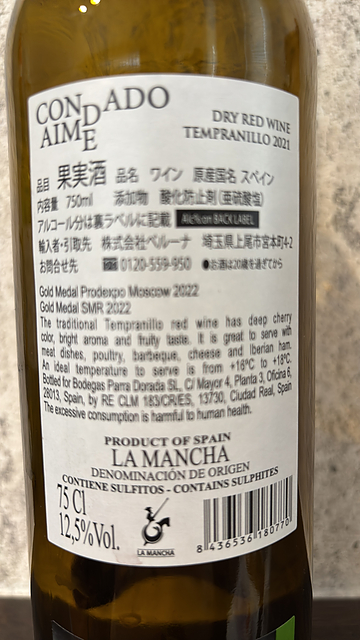 CONDADO
DE
AIME
DRY RED WINE
TEMPRANILLO 2021
品目 果実酒 品名 ワイン 原産国名 スペイン
内容量 750ml 添加物 酸化防止剤(亜硫酸塩)
アルコール分は裏ラベルに記載 Alc%on BACK LABEL
輸入者・引取先 株式会社ベルーナ 埼玉県上尾市宮本町4-2
お問合せ先 ☎0120-559-950 ●お酒は20歳を過ぎてから
Gold Medal Prodexpo Moscow 2022
Gold Medal SMR 2022
The traditional Tempranillo red wine has deep cherry
color, bright aroma and fruity taste. It is great to serve with
meat dishes, poultry, barbeque, cheese and Iberian ham.
An ideal temperature to serve is from +16°C to +18°C.
Bottled for Bodegas Parra Dorada SL, C/ Mayor 4, Planta 3, Oficina 6,
28013, Spain, by RE CLM 183/CR/ES, 13730, Ciudad Real, Spain
The excessive consumption is harmful to human health.
PRODUCT OF SPAIN
LA MANCHA
DENOMINACIÓN DE ORIGEN
CONTIENE SULFITOS - CONTAINS SULPHITES
75 Cl
12,5%Vol.
LA MANCHA
8 436536 180770